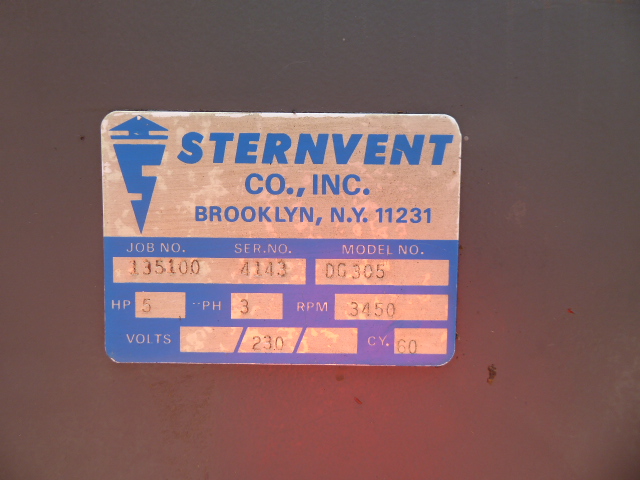 STERNVENT
CO., INC.
BROOKLYN, N.Y. 11231
JOB NO. SER.NO. MODEL NO.
135100 4143 DG305
HP 5 PH 3 RPM 3450
VOLTS / 230 / CY. 60